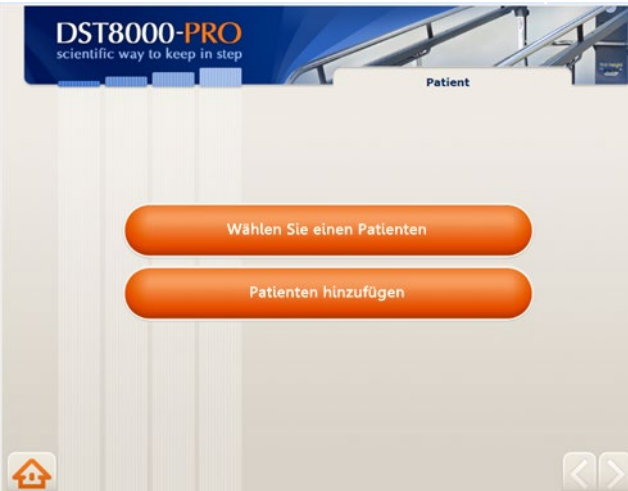 DST8000-PRO
scientific way to keep in step
Patient
Wählen Sie einen Patienten
Patienten hinzufügen